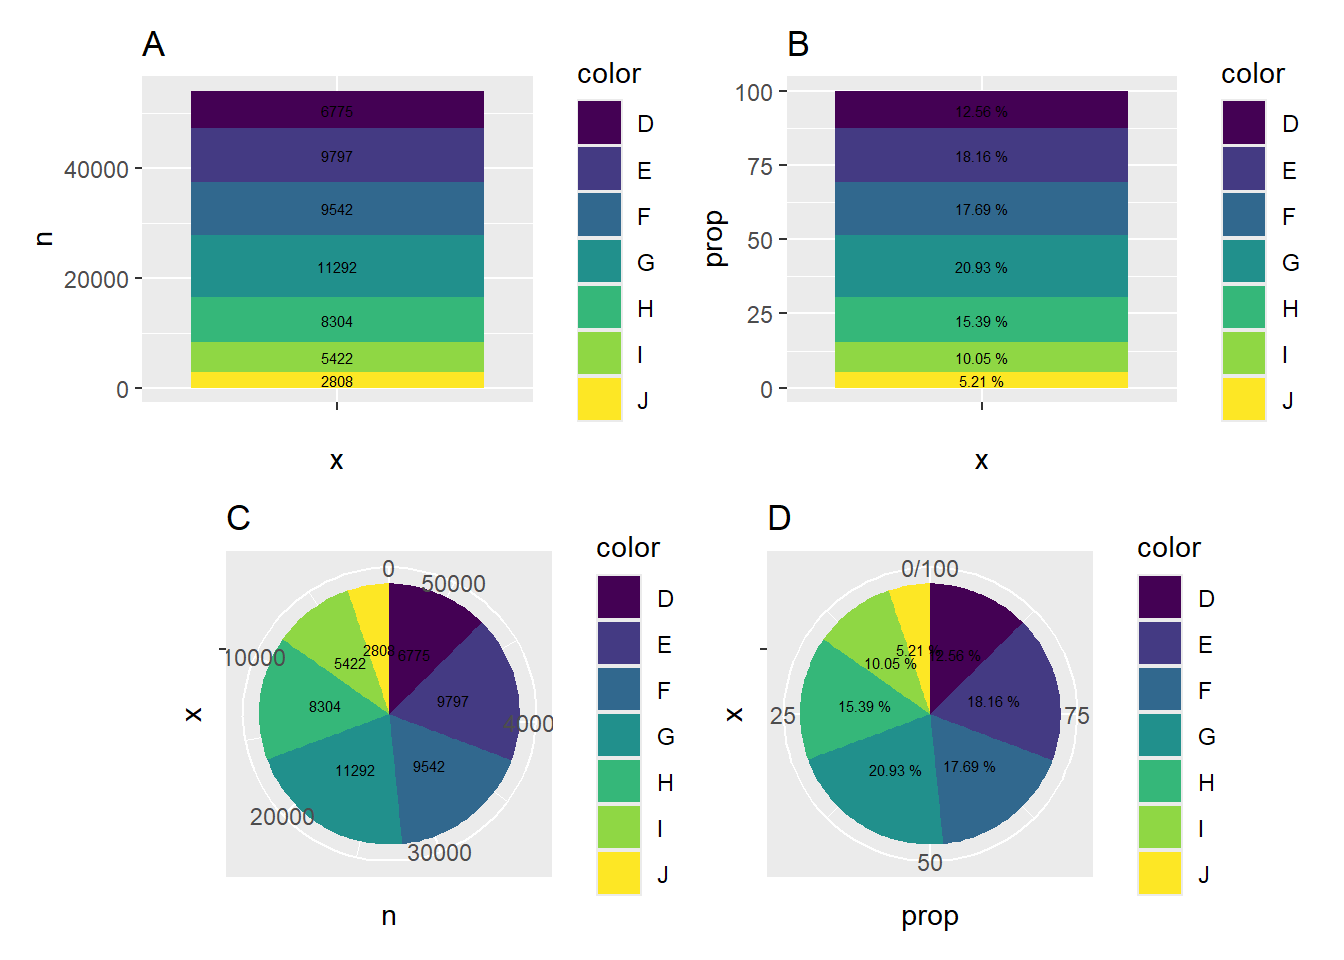 A
n
40000
20000
0
6775
9797
9542
11292
8304
5422
2808
x
color
D
E
F
G
H
I
J
B
prop
100
75
50
25
0
12.56 %
18.16 %
17.69 %
20.93 %
15.39 %
10.05 %
5.21 %
x
color
D
E
F
G
H
I
J
C
x
0
50000
10000
4000
20000
30000
2808
6775
5422
9797
8304
11292
9542
n
color
D
E
F
G
H
I
J
D
x
0/100
25
75
50
5.21 %
12.56 %
10.05 %
18.16 %
15.39 %
20.93 %
17.69 %
prop
color
D
E
F
G
H
I
J